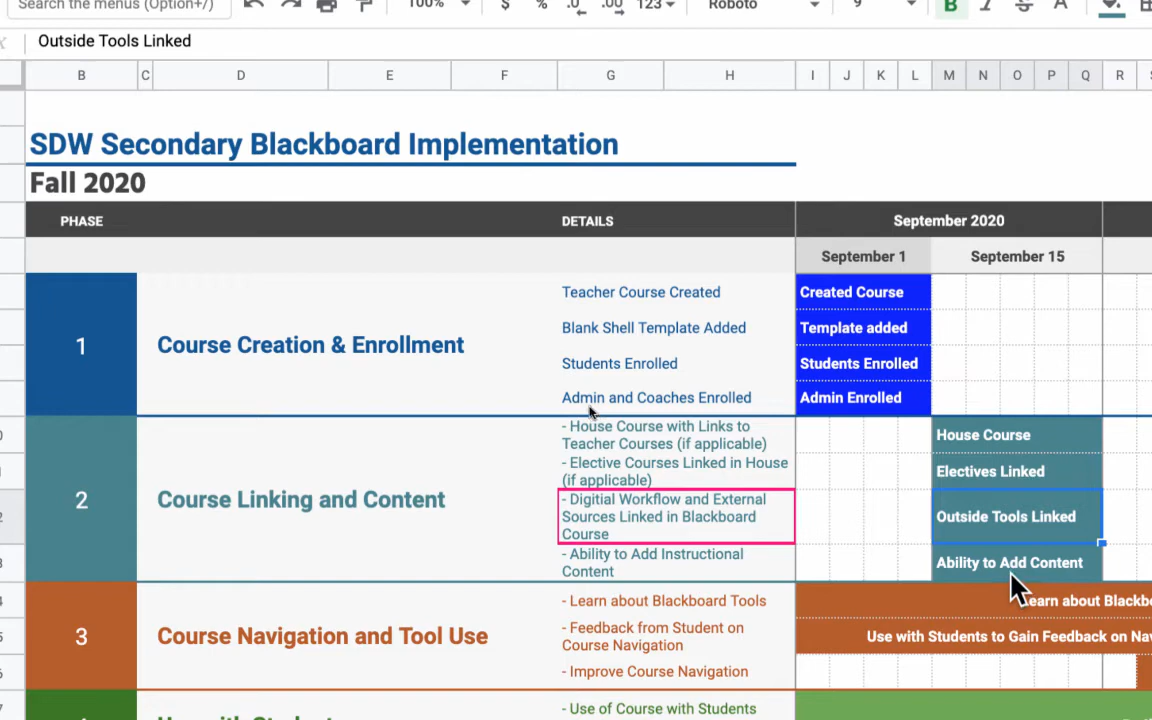 Search the menus (Option+/)
100%
$ % .0 .00 123
Roboto
9
B I S A
Outside Tools Linked
B C D E F G H I J K L M N O P Q R S
SDW Secondary Blackboard Implementation
Fall 2020
PHASE
DETAILS
September 2020
September 1
September 15
1
Course Creation & Enrollment
Teacher Course Created
Created Course
Blank Shell Template Added
Template added
Students Enrolled
Students Enrolled
Admin and Coaches Enrolled
Admin Enrolled
2
Course Linking and Content
- House Course with Links to
Teacher Courses (if applicable)
House Course
- Elective Courses Linked in House
(if applicable)
Electives Linked
- Digitial Workflow and External
Sources Linked in Blackboard
Course
Outside Tools Linked
- Ability to Add Instructional
Content
Ability to Add Content
3
Course Navigation and Tool Use
- Learn about Blackboard Tools
Learn about Blackbo
- Feedback from Student on
Course Navigation
Use with Students to Gain Feedback on Nav
- Improve Course Navigation
- Use of Course with Students